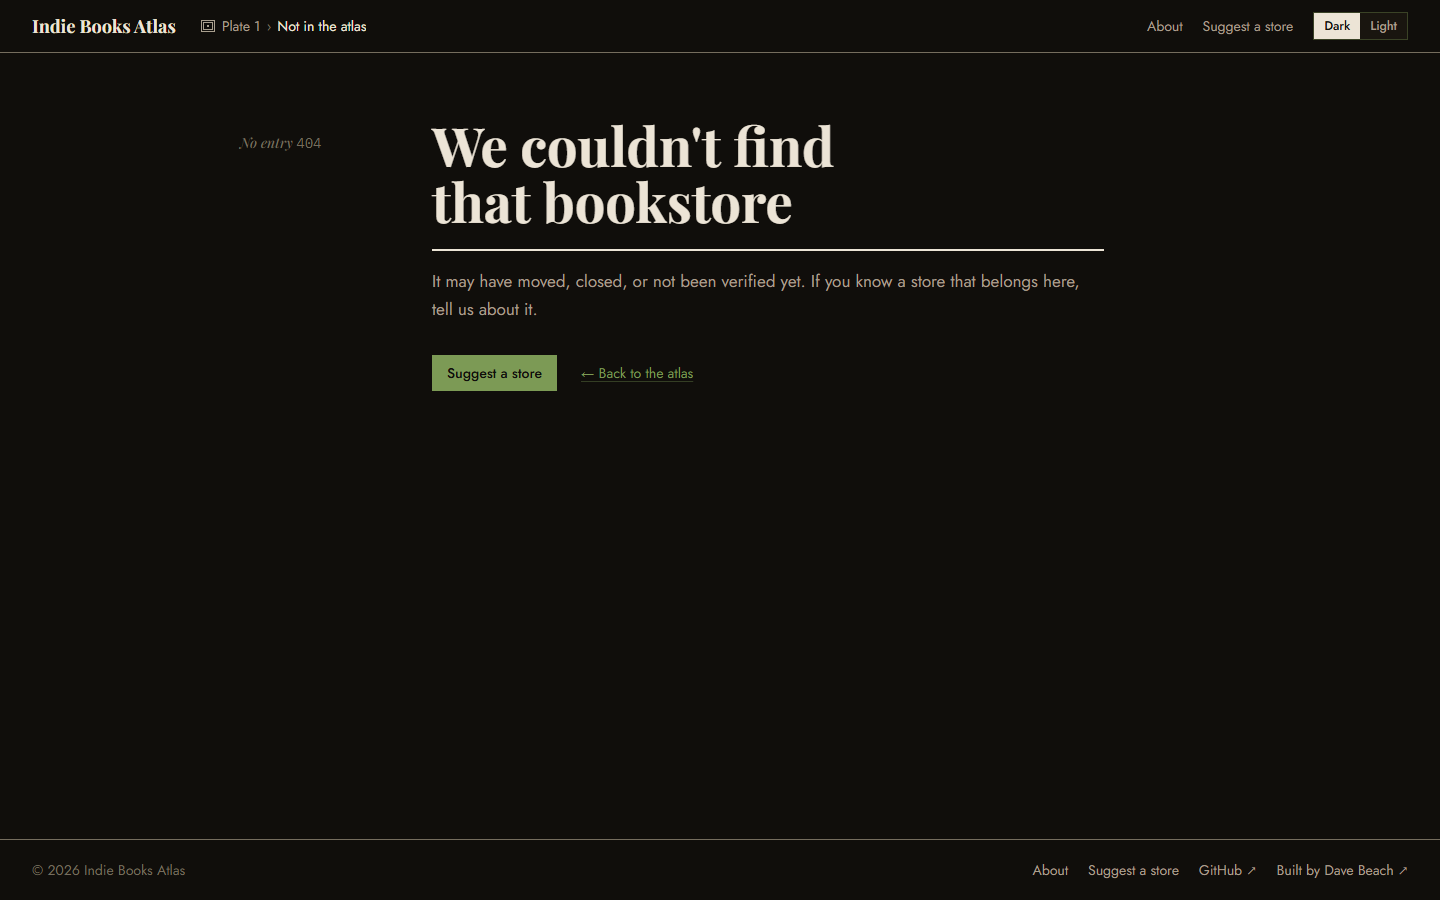 Indie Books Atlas
Plate 1 › Not in the atlas
About
Suggest a store
Dark
Light
No entry 404
We couldn't find
that bookstore
It may have moved, closed, or not been verified yet. If you know a store that belongs here,
tell us about it.
Suggest a store
← Back to the atlas
© 2026 Indie Books Atlas
About
Suggest a store
GitHub ↗
Built by Dave Beach ↗